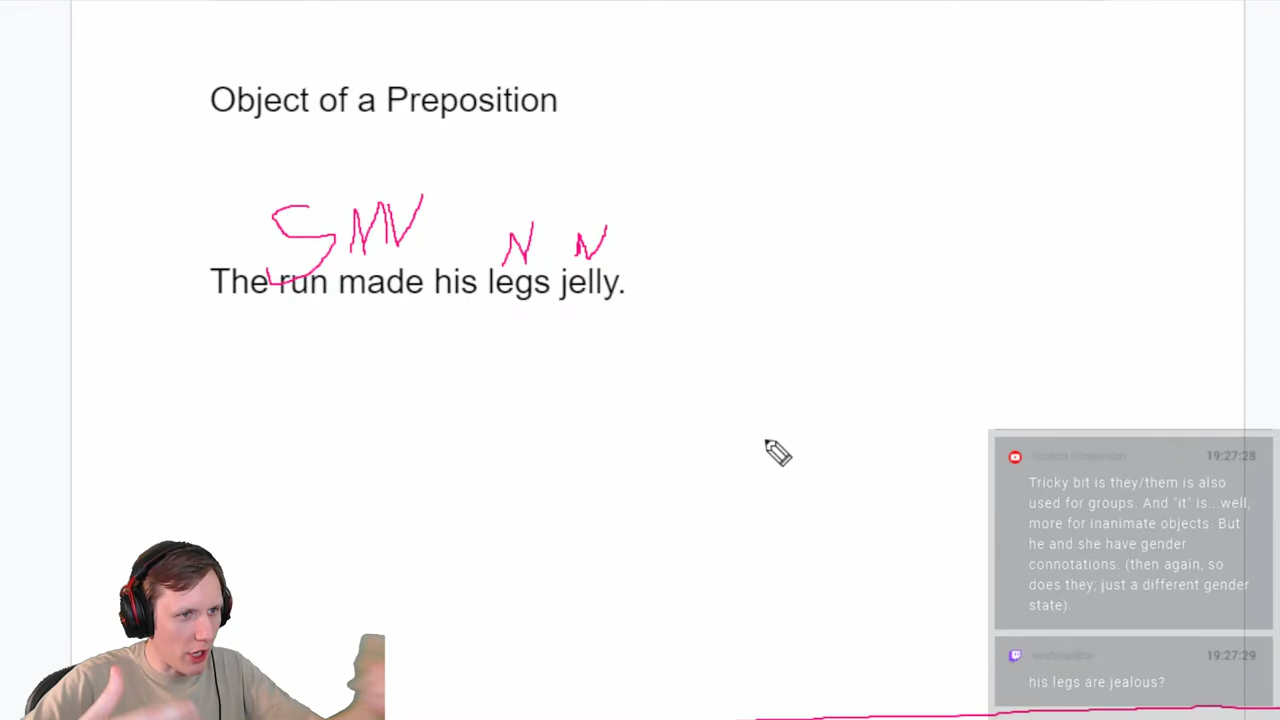 Object of a Preposition
S MV N N
The run made his legs jelly.
19:27:28
Tricky bit is they/them is also
used for groups. And "it" is...well,
more for inanimate objects. But
he and she have gender
connotations. (then again, so
does they; just a different gender
state).
19:27:29
his legs are jealous?